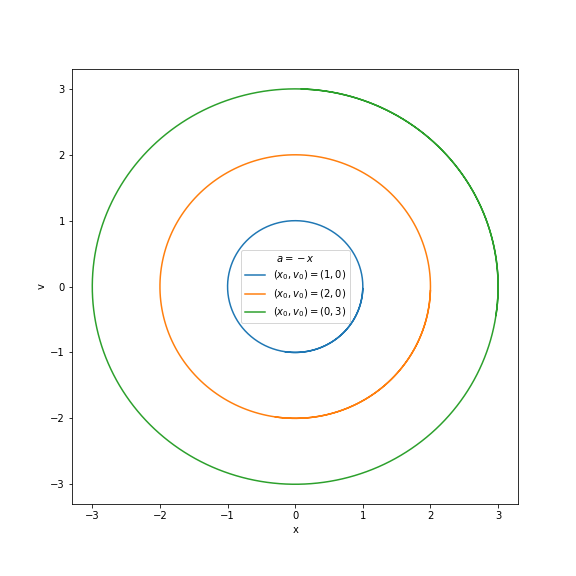 3
2
1
0
−1
−2
−3
v
a = −x
(x₀, v₀) = (1, 0)
(x₀, v₀) = (2, 0)
(x₀, v₀) = (0, 3)
−3 −2 −1 0 1 2 3
x